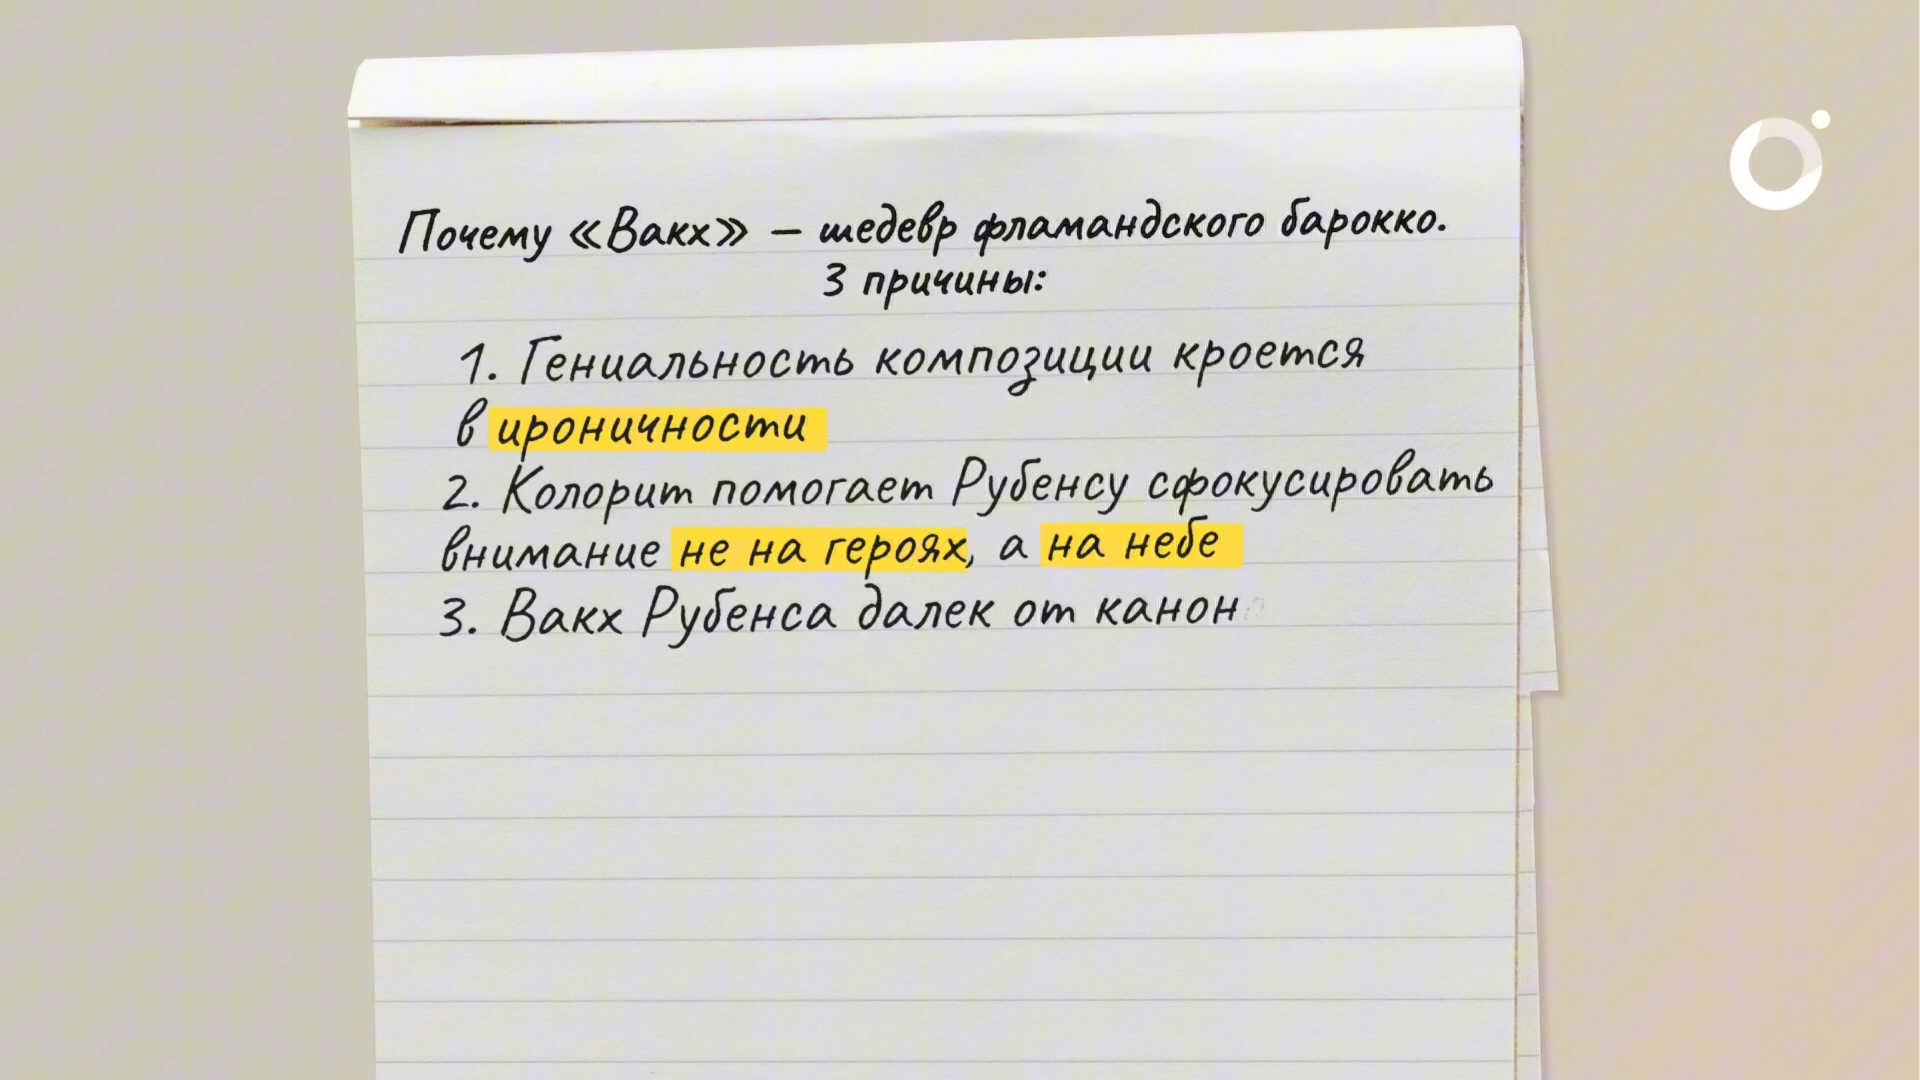 Почему «Вакх» – шедевр фламандского барокко.
3 причины:
1. Гениальность композиции кроется
в ироничности
2. Колорит помогает Рубенсу сфокусировать
внимание не на героях, а на небе
3. Вакх Рубенса далек от канон